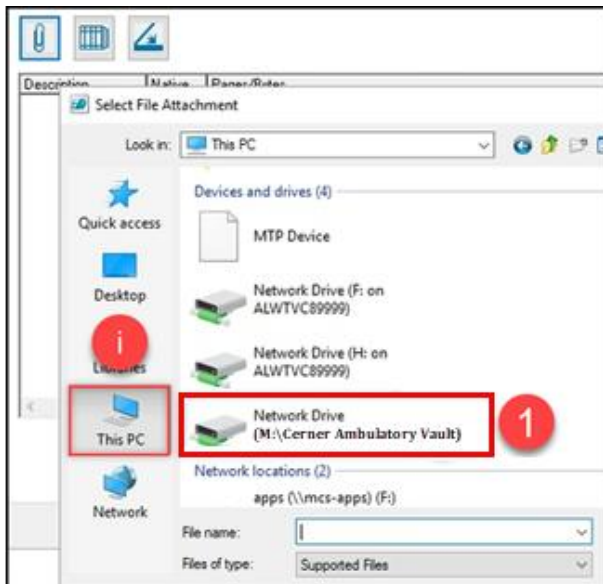 Description Native Pages/Bytes
Select File Attachment
Look in: This PC
Quick access
Desktop
Libraries
This PC
Network
Devices and drives (4)
MTP Device
Network Drive (F: on
ALWTVC89999)
Network Drive (H: on
ALWTVC89999)
Network Drive
(M:\Cerner Ambulatory Vault)
Network locations (2)
apps (\\mcs-apps) (F:)
i
1
File name:
Files of type: Supported Files